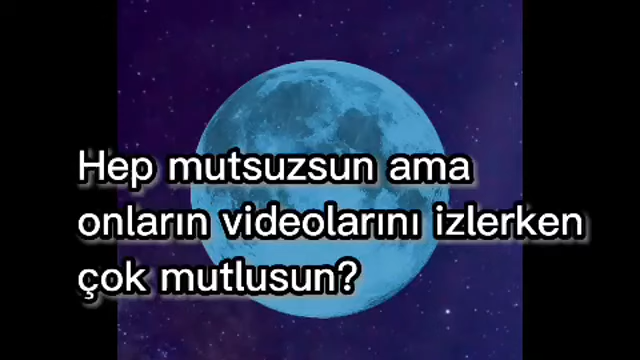 Hep mutsuzsun ama
onların videolarını izlerken
çok mutlusun?